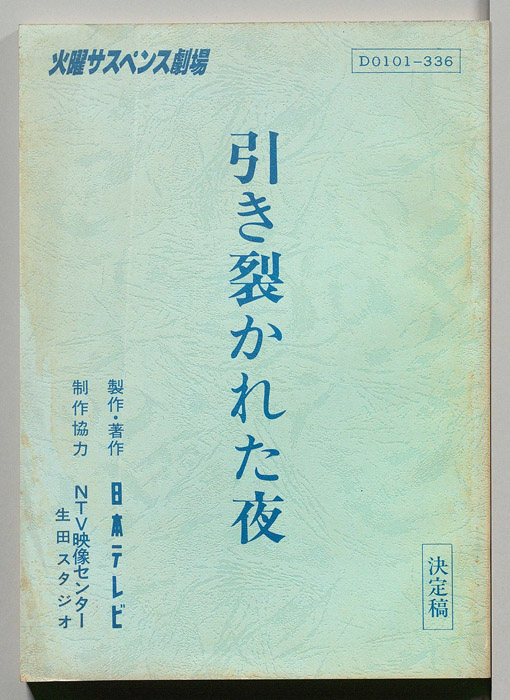 火曜サスペンス劇場
D0101-336
引き裂かれた夜
製作・著作 日本テレビ
制作協力 NTV映像センター
生田スタジオ
決定稿